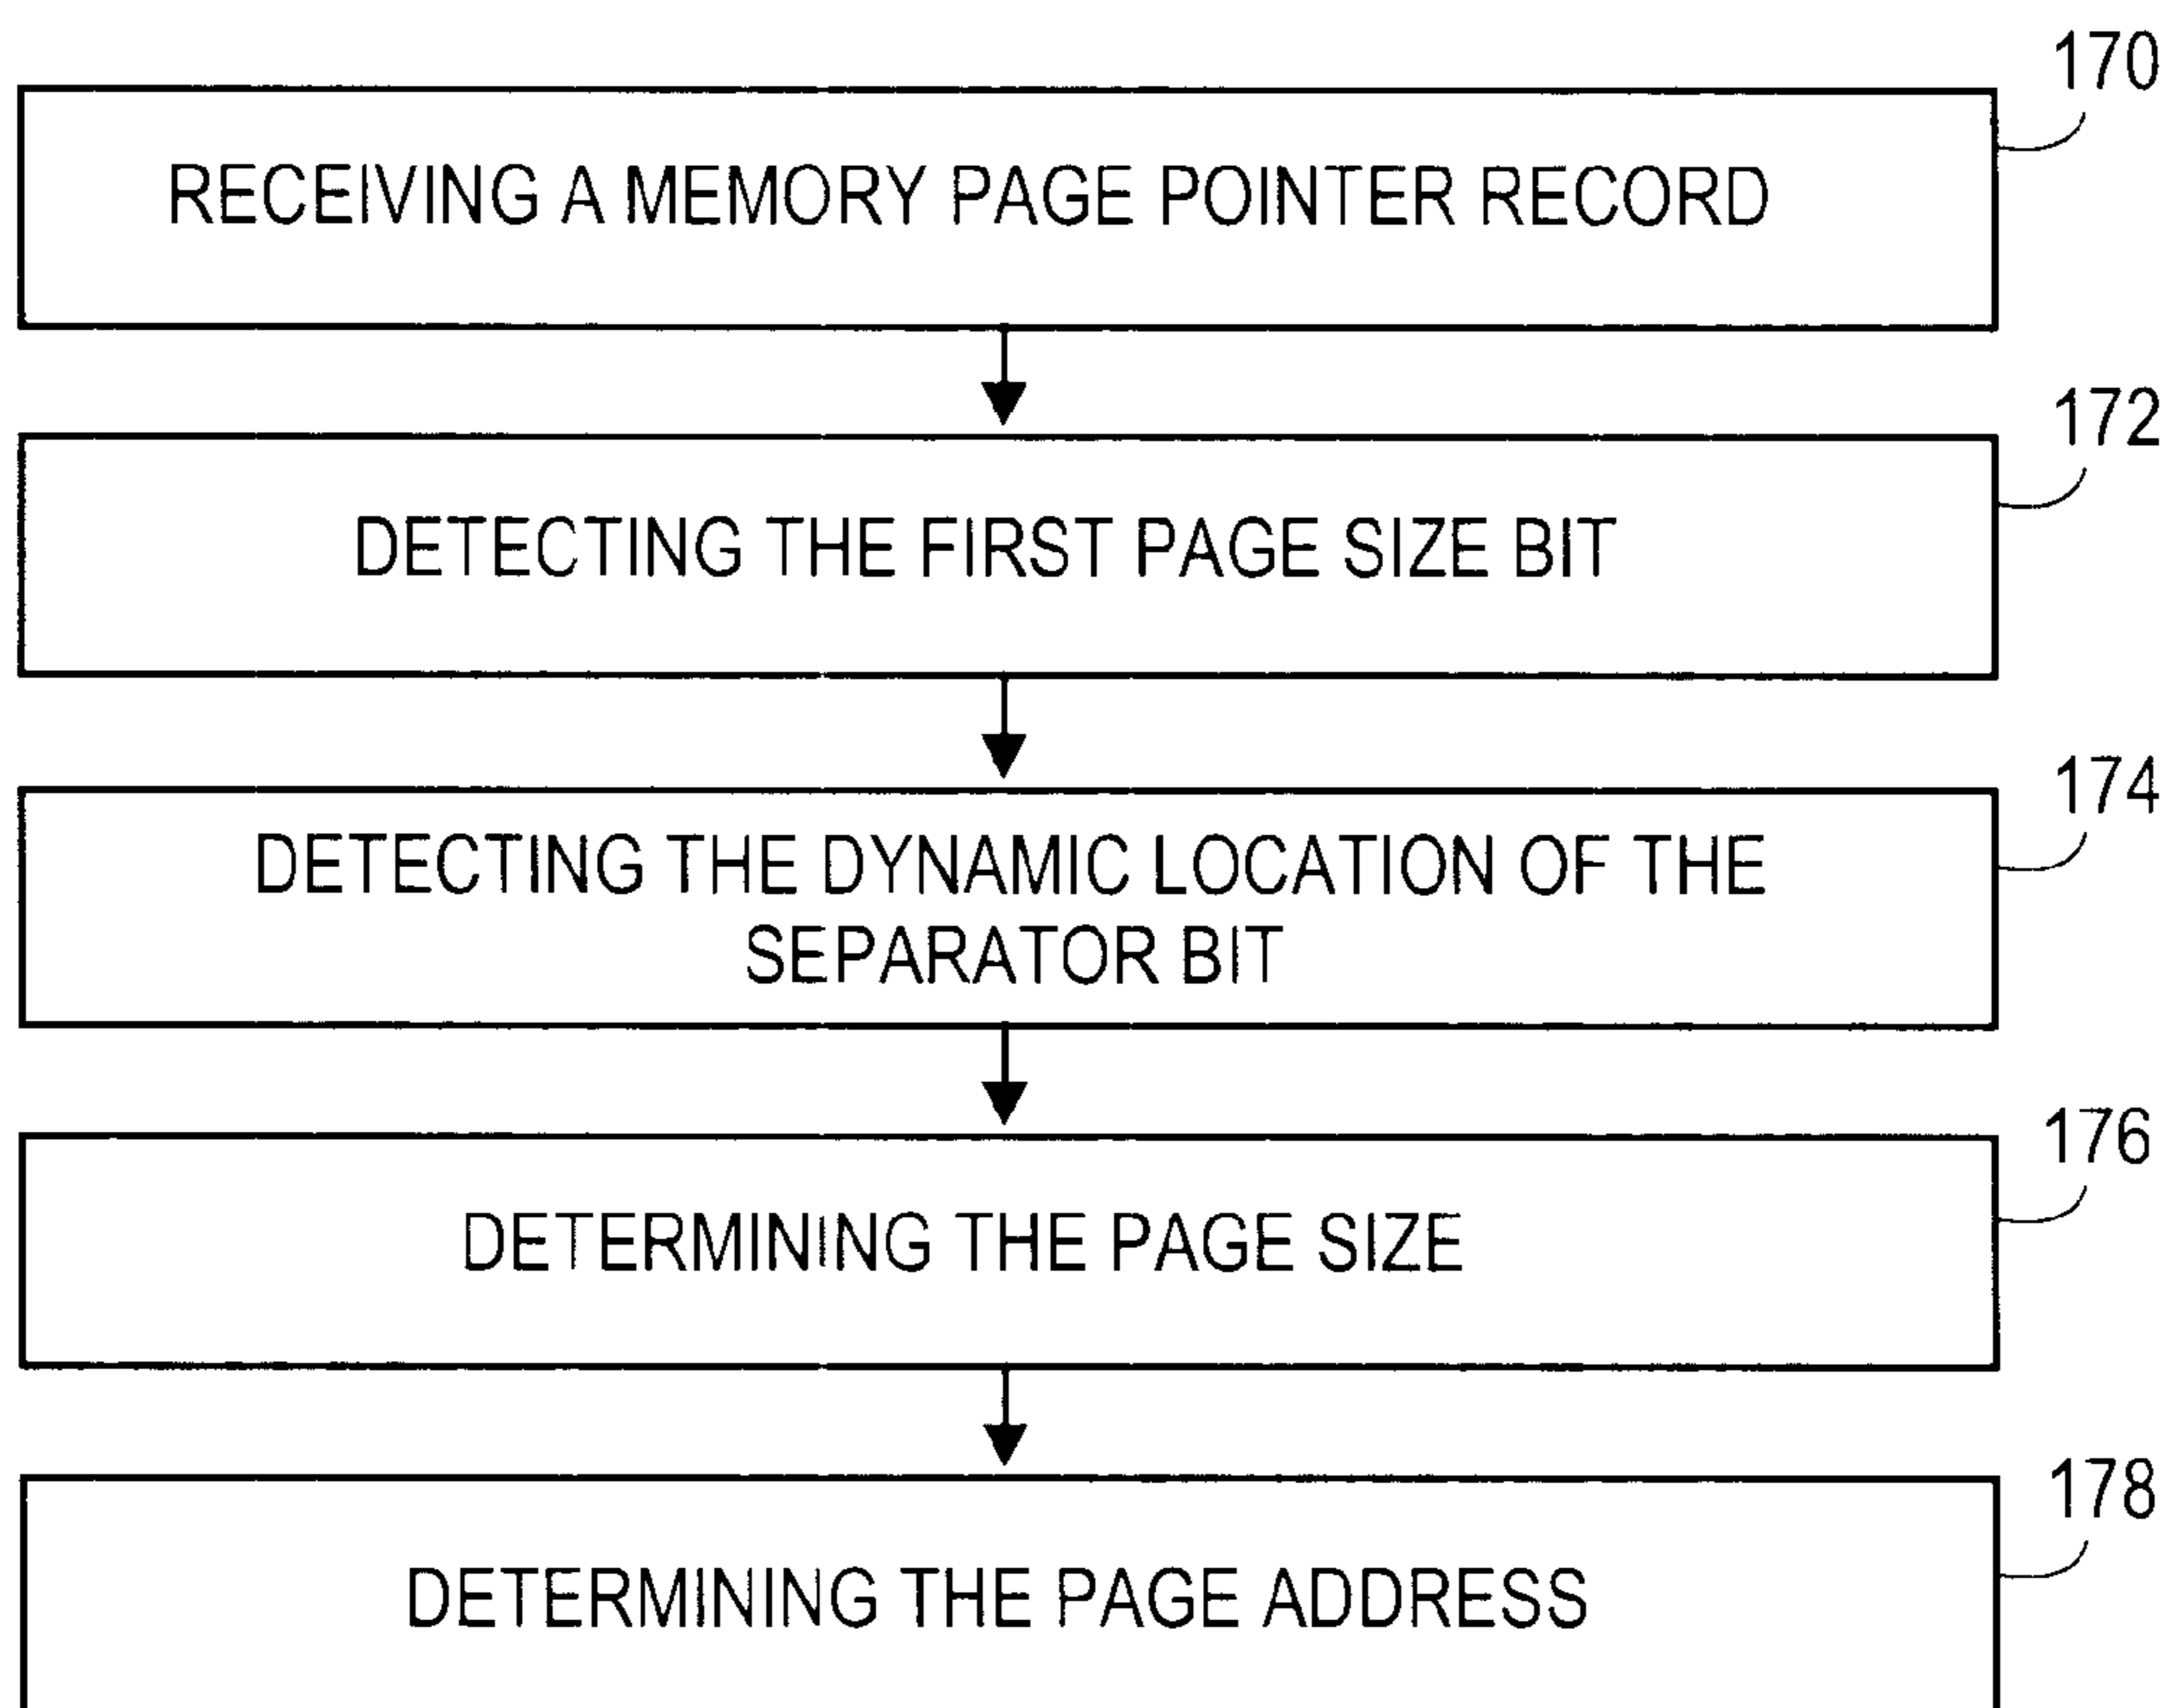 170
RECEIVING A MEMORY PAGE POINTER RECORD
172
DETECTING THE FIRST PAGE SIZE BIT
174
DETECTING THE DYNAMIC LOCATION OF THE
SEPARATOR BIT
176
DETERMINING THE PAGE SIZE
178
DETERMINING THE PAGE ADDRESS